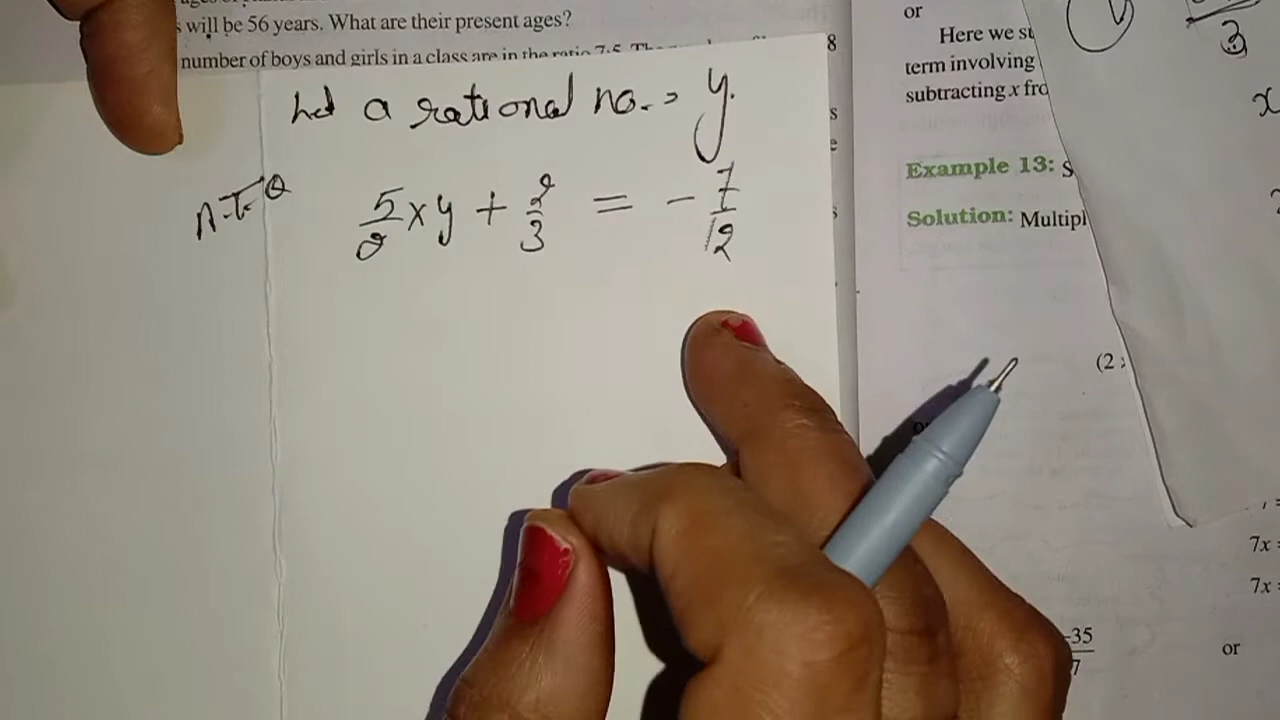 s will be 56 years. What are their present ages?
number of boys and girls in a class are in the ratio 7:5.
8
Let a rational no. = y.
A.T.Q
5/2 x y + 2/3 = - 7/12
or
Here we su
term involving
subtracting x fro
Example 13: S
Solution: Multipl
(2 x
7x =
7x =
-35
7
or
3
x